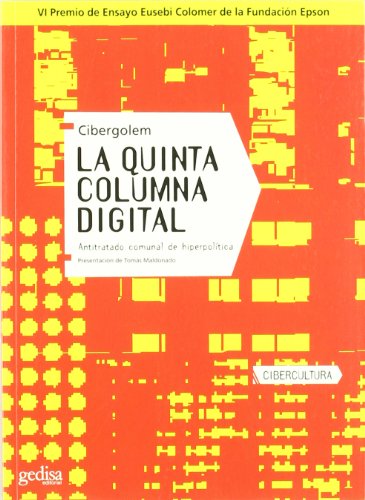 VI Premio de Ensayo Eusebi Colomer de la Fundación Epson
Cibergolem
LA QUINTA
COLUMNA
DIGITAL
Antitratado comunal de hiperpolítica
Presentación de Tomás Maldonado
CIBERCULTURA
gedisa
editorial